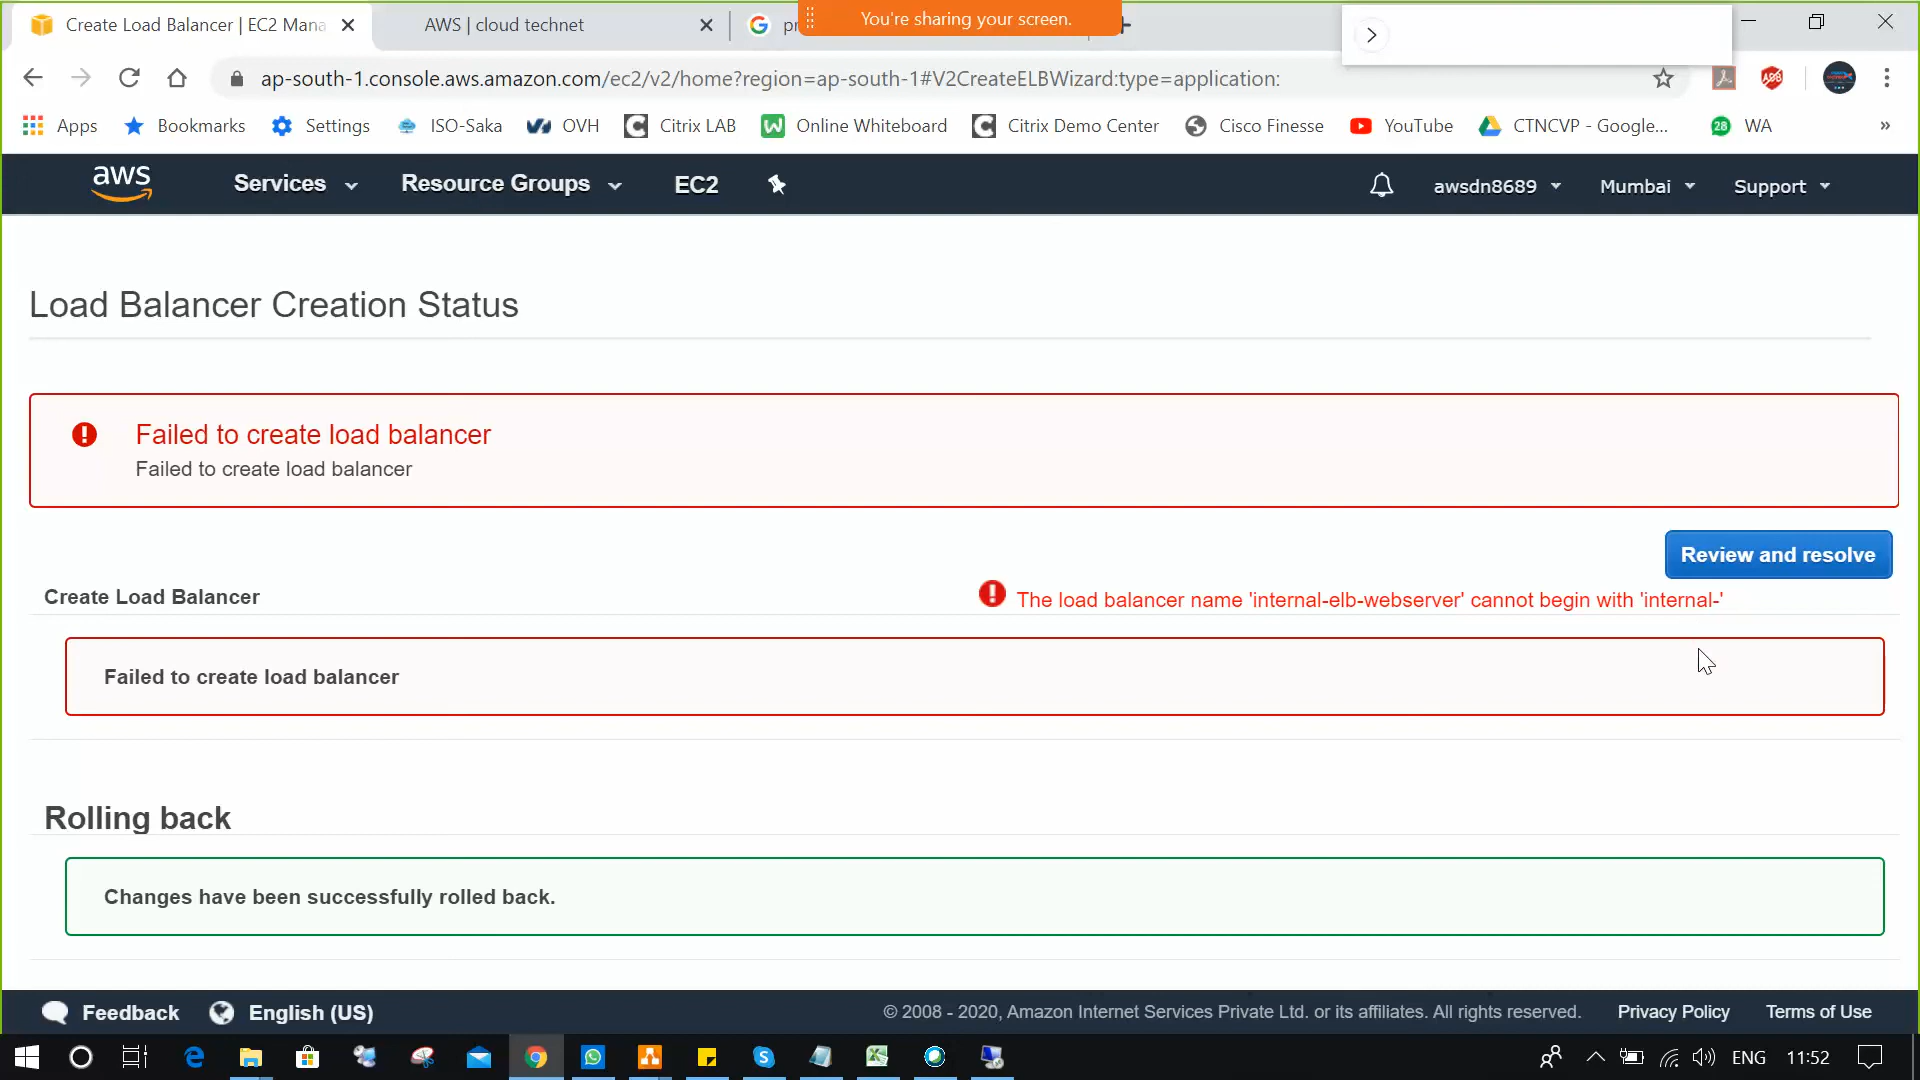 Create Load Balancer | EC2 Mana
AWS | cloud technet
You're sharing your screen.
ap-south-1.console.aws.amazon.com/ec2/v2/home?region=ap-south-1#V2CreateELBWizard:type=application:
Apps Bookmarks Settings ISO-Saka OVH Citrix LAB Online Whiteboard Citrix Demo Center Cisco Finesse YouTube CTNCVP - Google... 28 WA »
aws Services Resource Groups EC2 awsdn8689 Mumbai Support
Load Balancer Creation Status
Failed to create load balancer
Failed to create load balancer
Review and resolve
Create Load Balancer
The load balancer name 'internal-elb-webserver' cannot begin with 'internal-'
Failed to create load balancer
Rolling back
Changes have been successfully rolled back.
Feedback English (US) © 2008 - 2020, Amazon Internet Services Private Ltd. or its affiliates. All rights reserved. Privacy Policy Terms of Use
ENG 11:52